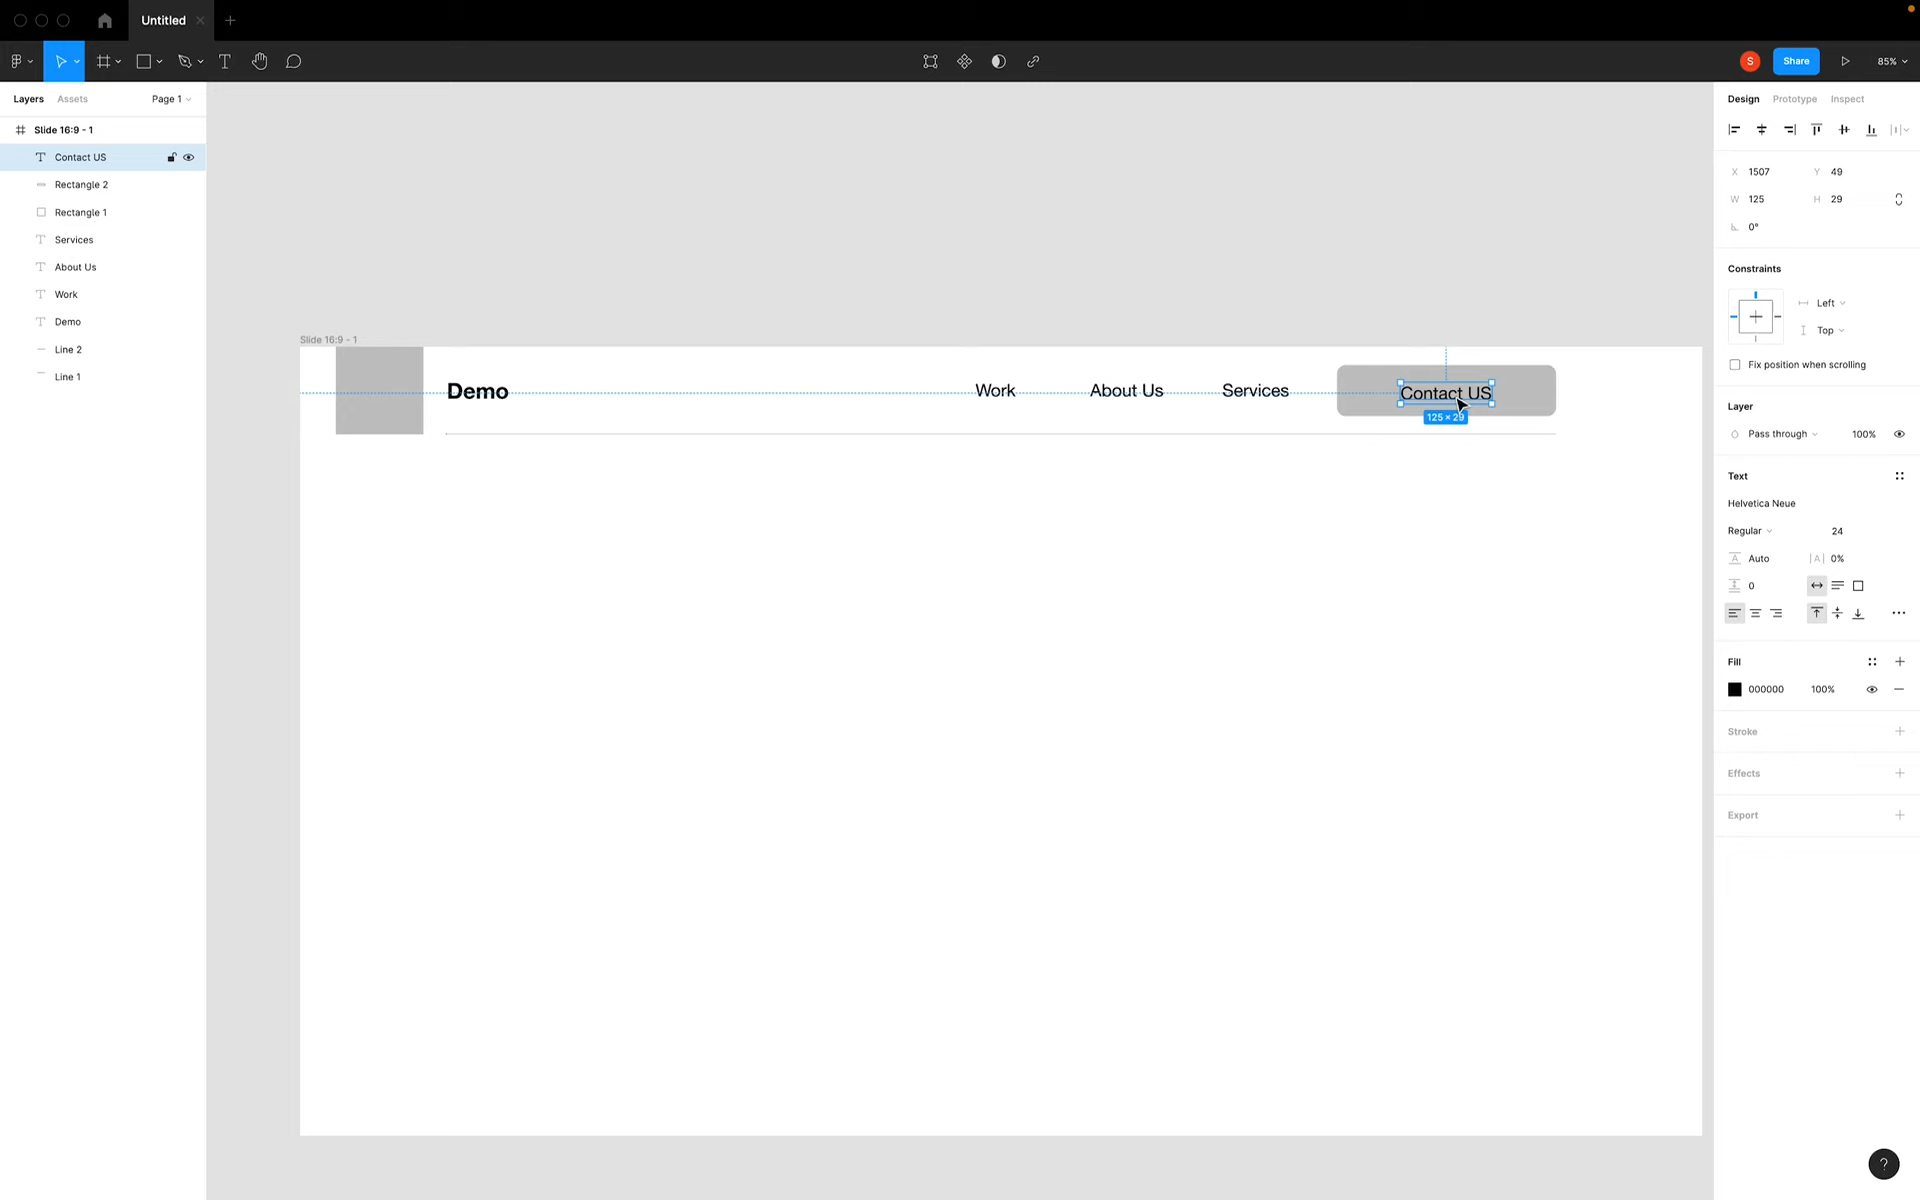 Untitled
Share
85%
Layers
Assets
Page 1
Design
Prototype
Inspect
Slide 16:9 - 1
Contact US
Rectangle 2
Rectangle 1
Services
About Us
Work
Demo
Line 2
Line 1
Slide 16:9 - 1
Demo
Work
About Us
Services
Contact US
125 × 29
X 1507
Y 49
W 125
H 29
0°
Constraints
Left
Top
Fix position when scrolling
Layer
Pass through
100%
Text
Helvetica Neue
Regular
24
A Auto
|A| 0%
0
Fill
000000
100%
Stroke
Effects
Export
S
?